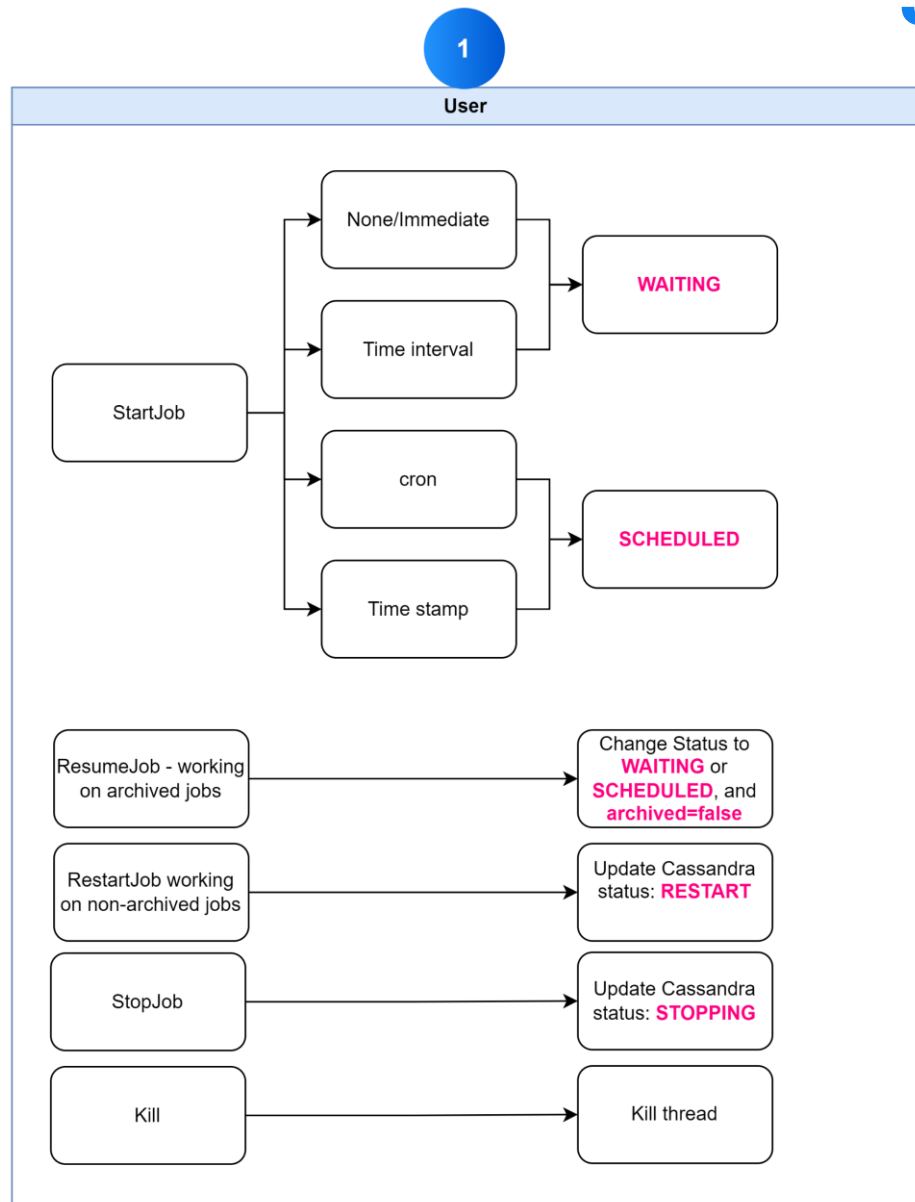 1
User
None/Immediate
WAITING
Time interval
StartJob
cron
SCHEDULED
Time stamp
ResumeJob - working
on archived jobs
Change Status to
WAITING or
SCHEDULED, and
archived=false
RestartJob working
on non-archived jobs
Update Cassandra
status: RESTART
StopJob
Update Cassandra
status: STOPPING
Kill
Kill thread